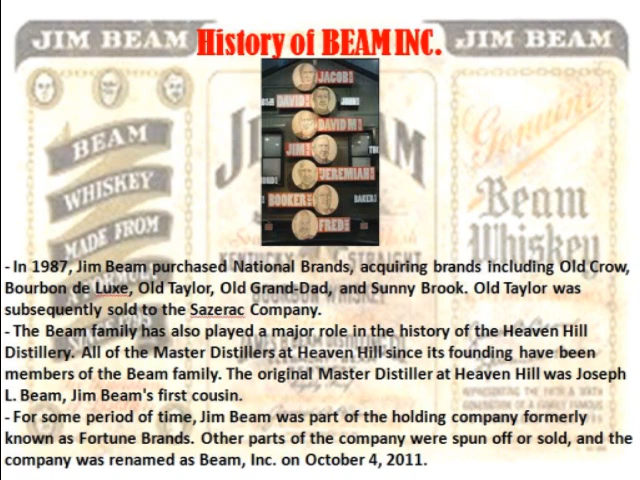 JIM BEAM
History of BEAM INC.
JIM BEAM
JACOB
DAVID
JOHN
DAVID M
JIM
JEREMIAH
BOOKER
BAKER
FRED
Genuine
BEAM
WHISKEY
MADE FROM
Beam
Whiskey
- In 1987, Jim Beam purchased National Brands, acquiring brands including Old Crow,
Bourbon de Luxe, Old Taylor, Old Grand-Dad, and Sunny Brook. Old Taylor was
subsequently sold to the Sazerac Company.
- The Beam family has also played a major role in the history of the Heaven Hill
Distillery. All of the Master Distillers at Heaven Hill since its founding have been
members of the Beam family. The original Master Distiller at Heaven Hill was Joseph
L. Beam, Jim Beam's first cousin.
- For some period of time, Jim Beam was part of the holding company formerly
known as Fortune Brands. Other parts of the company were spun off or sold, and the
company was renamed as Beam, Inc. on October 4, 2011.